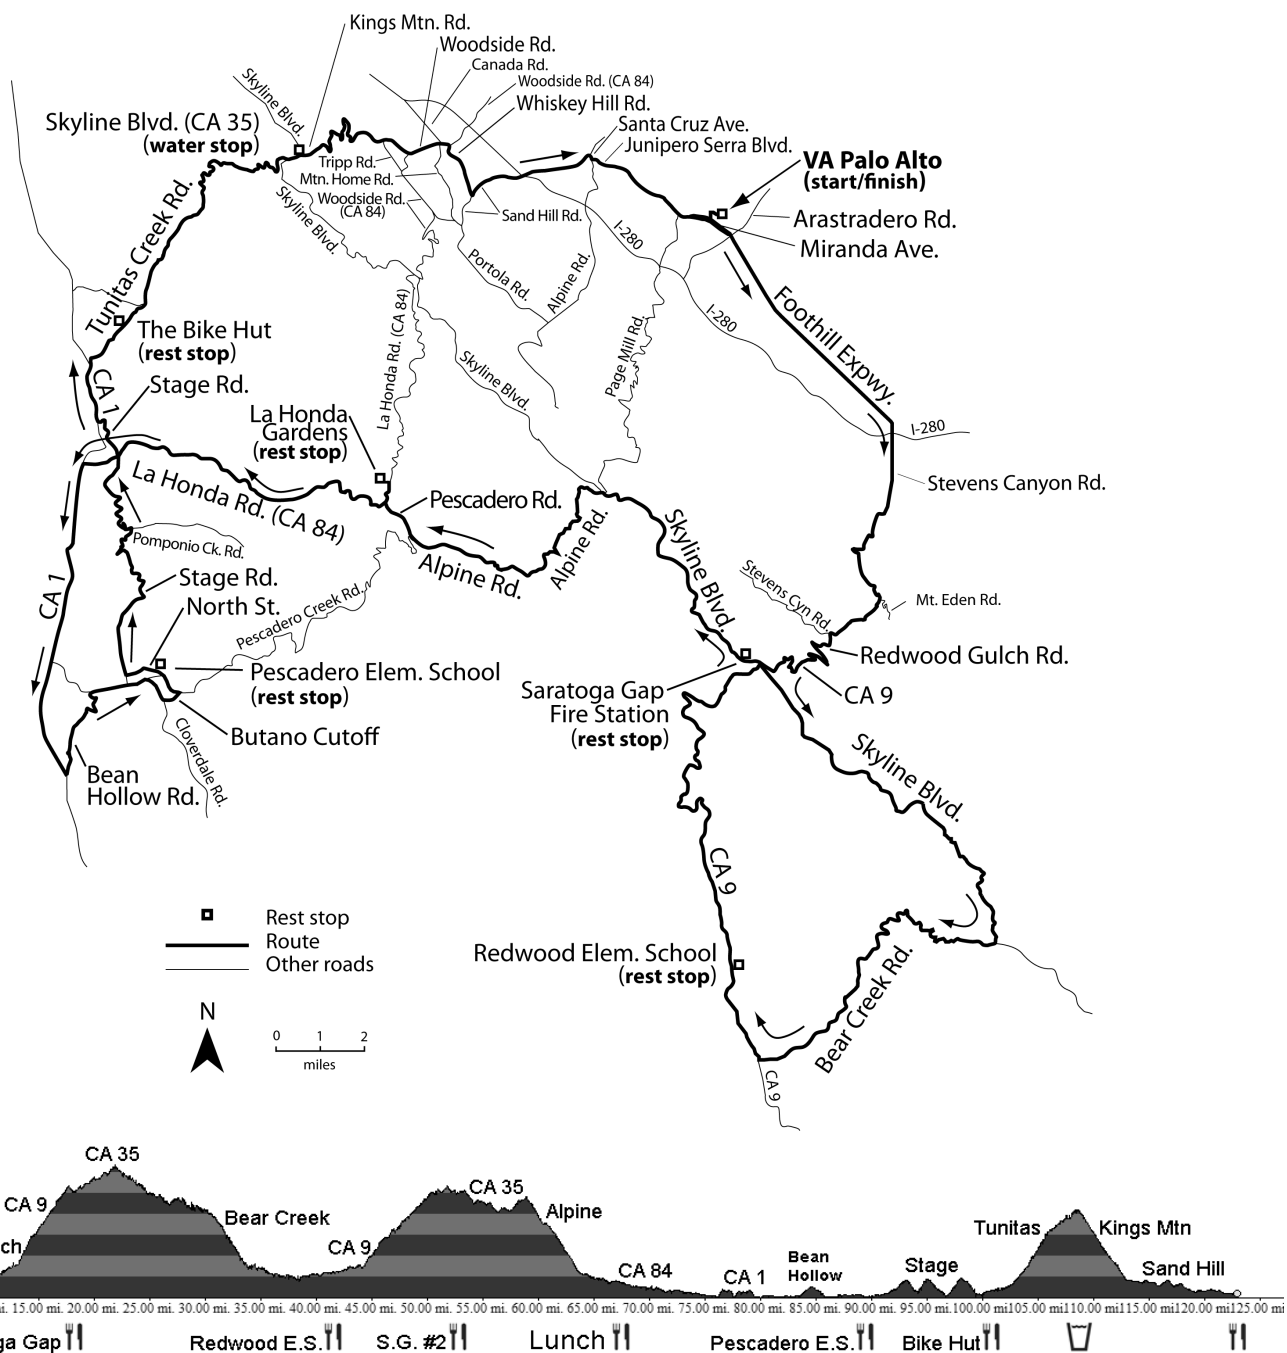 Kings Mtn. Rd.
Woodside Rd.
Canada Rd.
Woodside Rd. (CA 84)
Whiskey Hill Rd.
Skyline Blvd.
Skyline Blvd. (CA 35)
(water stop)
Santa Cruz Ave.
Junipero Serra Blvd.
Tripp Rd.
Mtn. Home Rd.
Woodside Rd.
(CA 84)
Sand Hill Rd.
VA Palo Alto
(start/finish)
Arastradero Rd.
Miranda Ave.
Skyline Blvd.
I-280
Tunitas Creek Rd.
Portola Rd.
Alpine Rd.
I-280
Foothill Expwy.
The Bike Hut
(rest stop)
La Honda Rd. (CA 84)
Page Mill Rd.
Skyline Blvd.
CA 1
Stage Rd.
La Honda
Gardens
(rest stop)
I-280
La Honda Rd. (CA 84)
Pescadero Rd.
Stevens Canyon Rd.
Pomponio Ck. Rd.
Alpine Rd.
Alpine Rd.
Skyline Blvd.
Stevens Cyn Rd.
Mt. Eden Rd.
CA 1
Stage Rd.
North St.
Pescadero Creek Rd.
Redwood Gulch Rd.
Pescadero Elem. School
(rest stop)
Saratoga Gap
Fire Station
(rest stop)
CA 9
Butano Cutoff
Cloverdale Rd.
Skyline Blvd.
Bean
Hollow Rd.
CA 9
Rest stop
Route
Other roads
Redwood Elem. School
(rest stop)
Bear Creek Rd.
N
0 1 2
miles
CA 9
CA 35
CA 9
Bear Creek
ch
CA 9
CA 35
Alpine
CA 84
CA 1
Bean
Hollow
Stage
Tunitas
Kings Mtn
Sand Hill
ni. 15.00 mi. 20.00 mi. 25.00 mi. 30.00 mi. 35.00 mi. 40.00 mi. 45.00 mi. 50.00 mi. 55.00 mi. 60.00 mi. 65.00 mi. 70.00 mi. 75.00 mi. 80.00 mi. 85.00 mi. 90.00 mi. 95.00 mi. 100.00 mi. 105.00 mi. 110.00 mi. 115.00 mi. 120.00 mi. 125.00 m
ga Gap Redwood E.S. S.G. #2 Lunch Pescadero E.S. Bike Hut